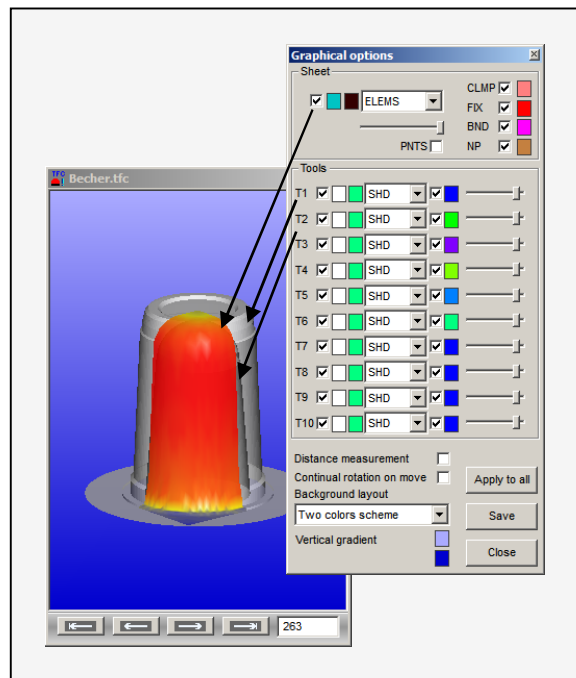 Graphical options
Sheet
ELEMS
CLMP
FIX
BND
PNTS
NP
TFC
Becher.tfc
Tools
T1 SHD
T2 SHD
T3 SHD
T4 SHD
T5 SHD
T6 SHD
T7 SHD
T8 SHD
T9 SHD
T10 SHD
Distance measurement
Continual rotation on move
Background layout
Two colors scheme
Vertical gradient
Apply to all
Save
Close
263